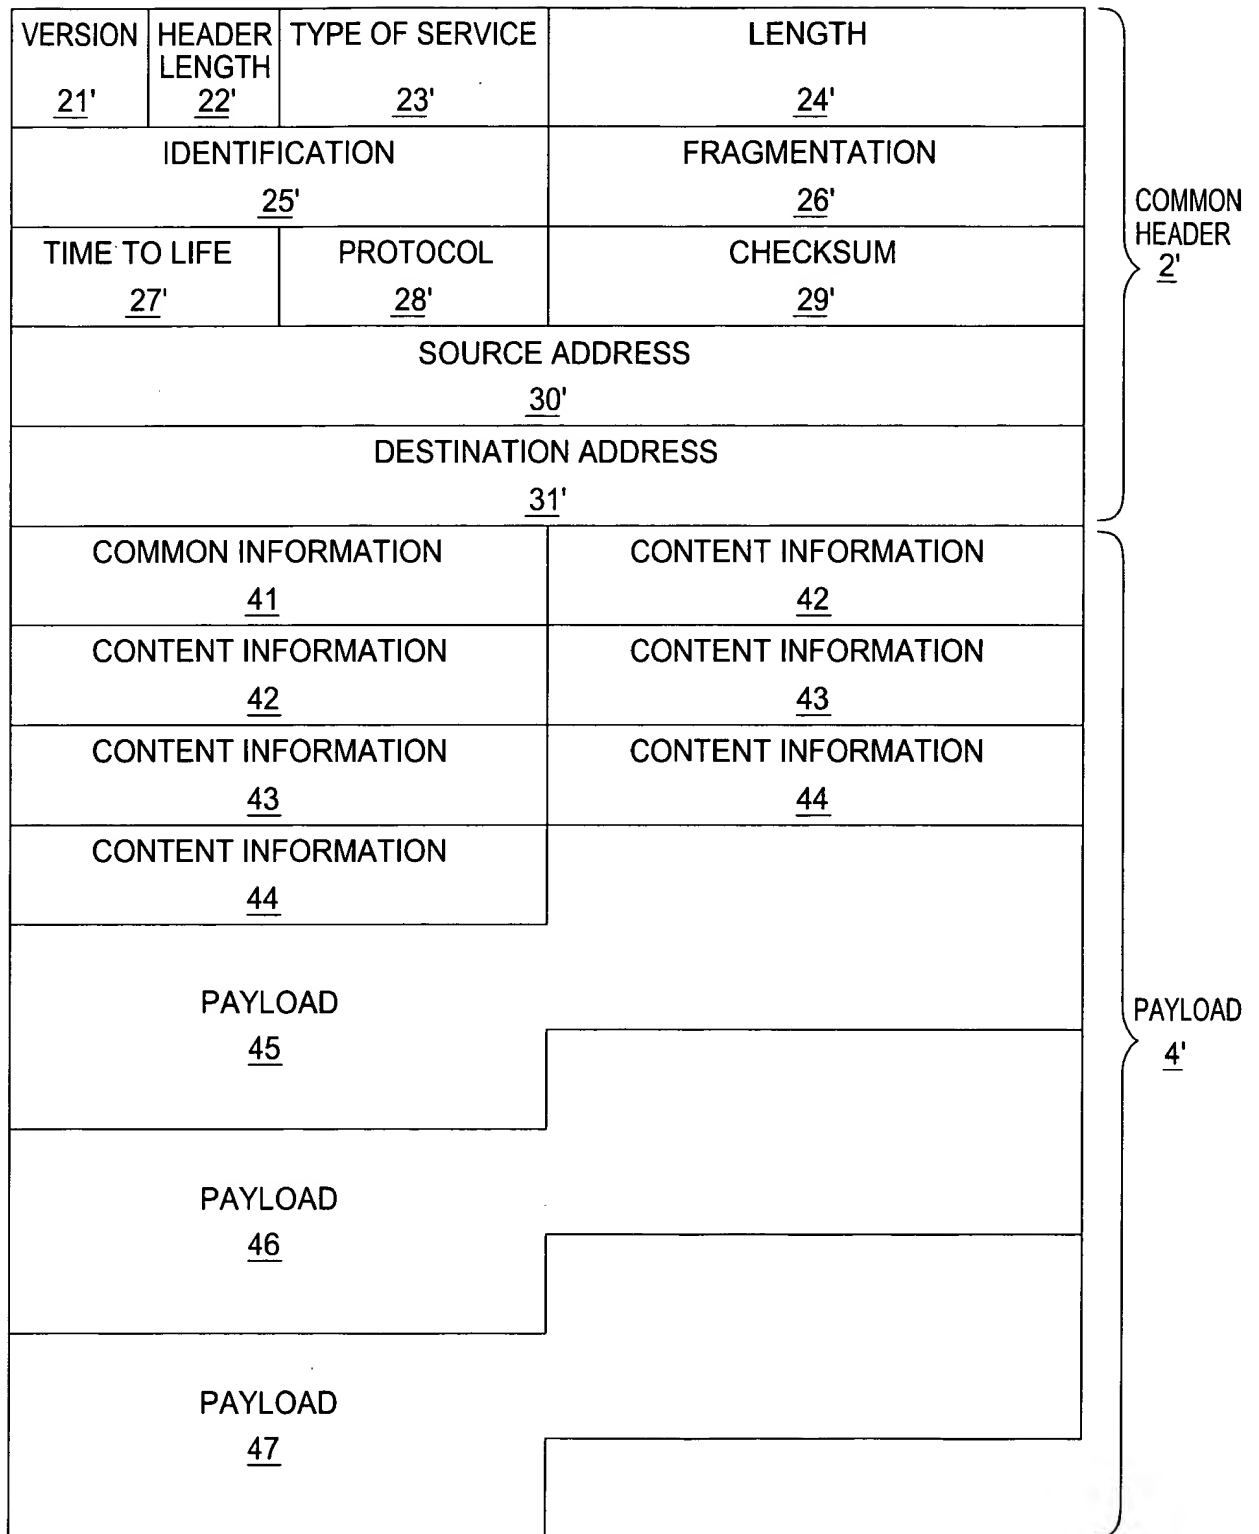 VERSION
21'
HEADER
LENGTH
22'
TYPE OF SERVICE
23'
LENGTH
24'
IDENTIFICATION
25'
FRAGMENTATION
26'
TIME TO LIFE
27'
PROTOCOL
28'
CHECKSUM
29'
SOURCE ADDRESS
30'
DESTINATION ADDRESS
31'
COMMON
HEADER
2'
COMMON INFORMATION
41
CONTENT INFORMATION
42
CONTENT INFORMATION
42
CONTENT INFORMATION
43
CONTENT INFORMATION
43
CONTENT INFORMATION
44
CONTENT INFORMATION
44
PAYLOAD
45
PAYLOAD
46
PAYLOAD
47
PAYLOAD
4'